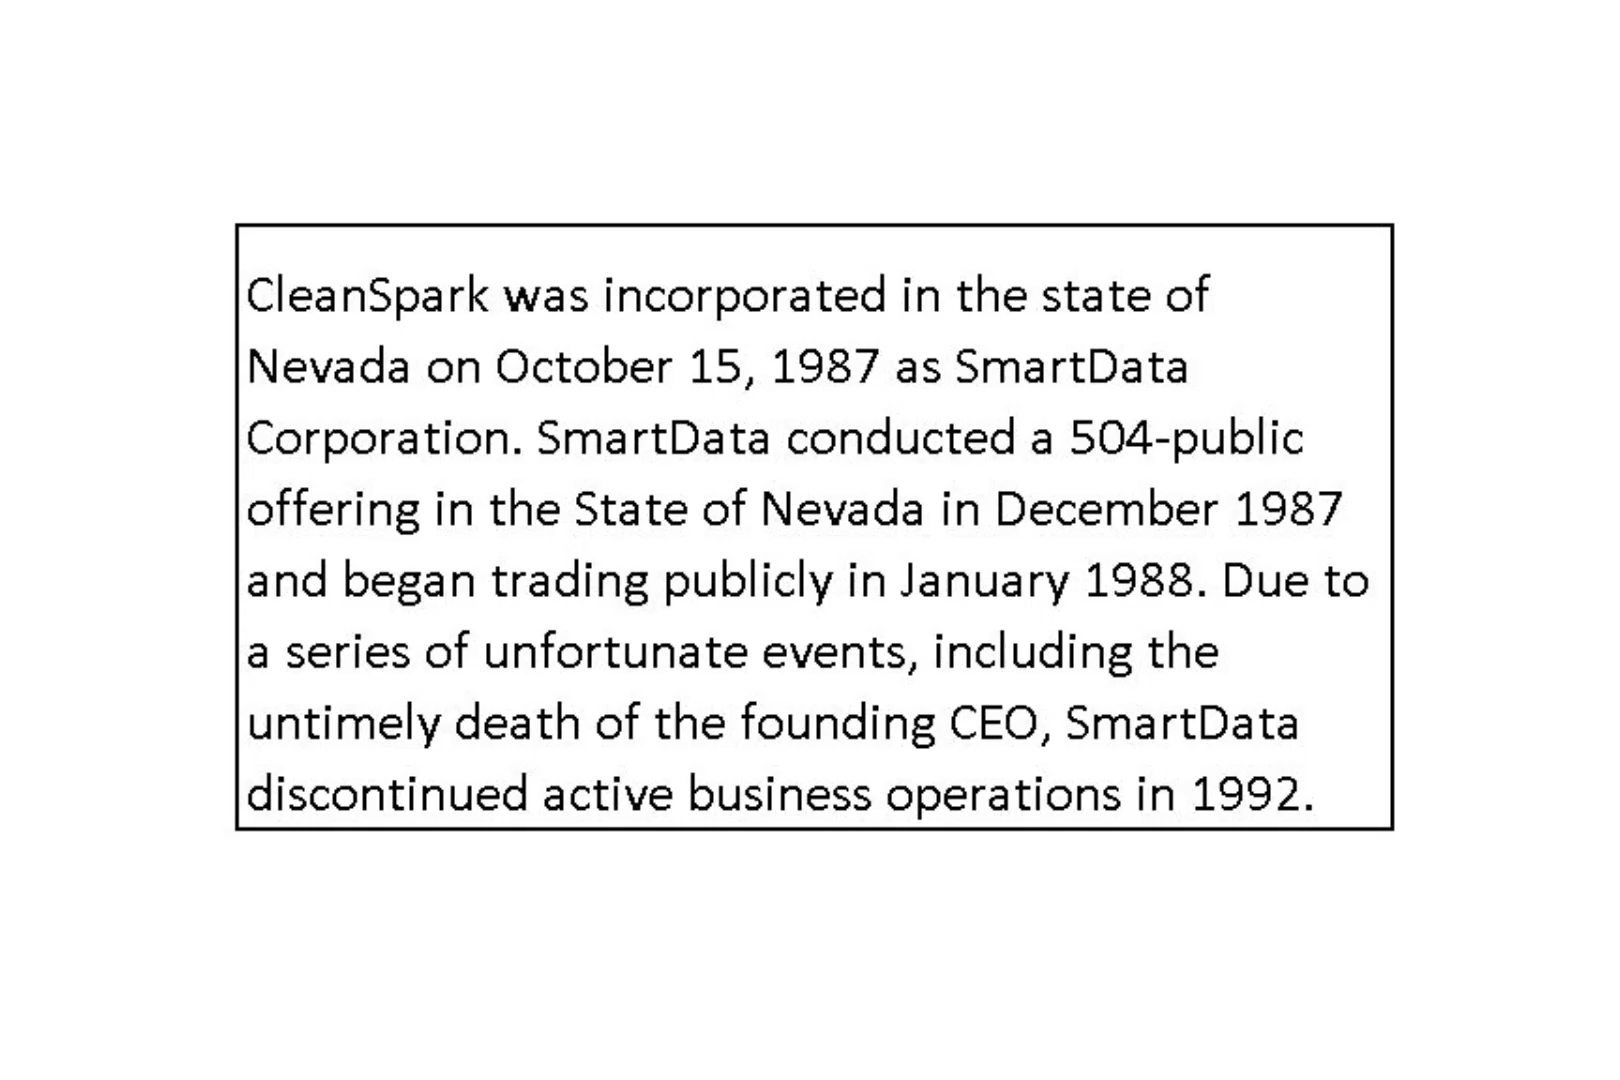 CleanSpark was incorporated in the state of
Nevada on October 15, 1987 as SmartData
Corporation. SmartData conducted a 504-public
offering in the State of Nevada in December 1987
and began trading publicly in January 1988. Due to
a series of unfortunate events, including the
untimely death of the founding CEO, SmartData
discontinued active business operations in 1992.